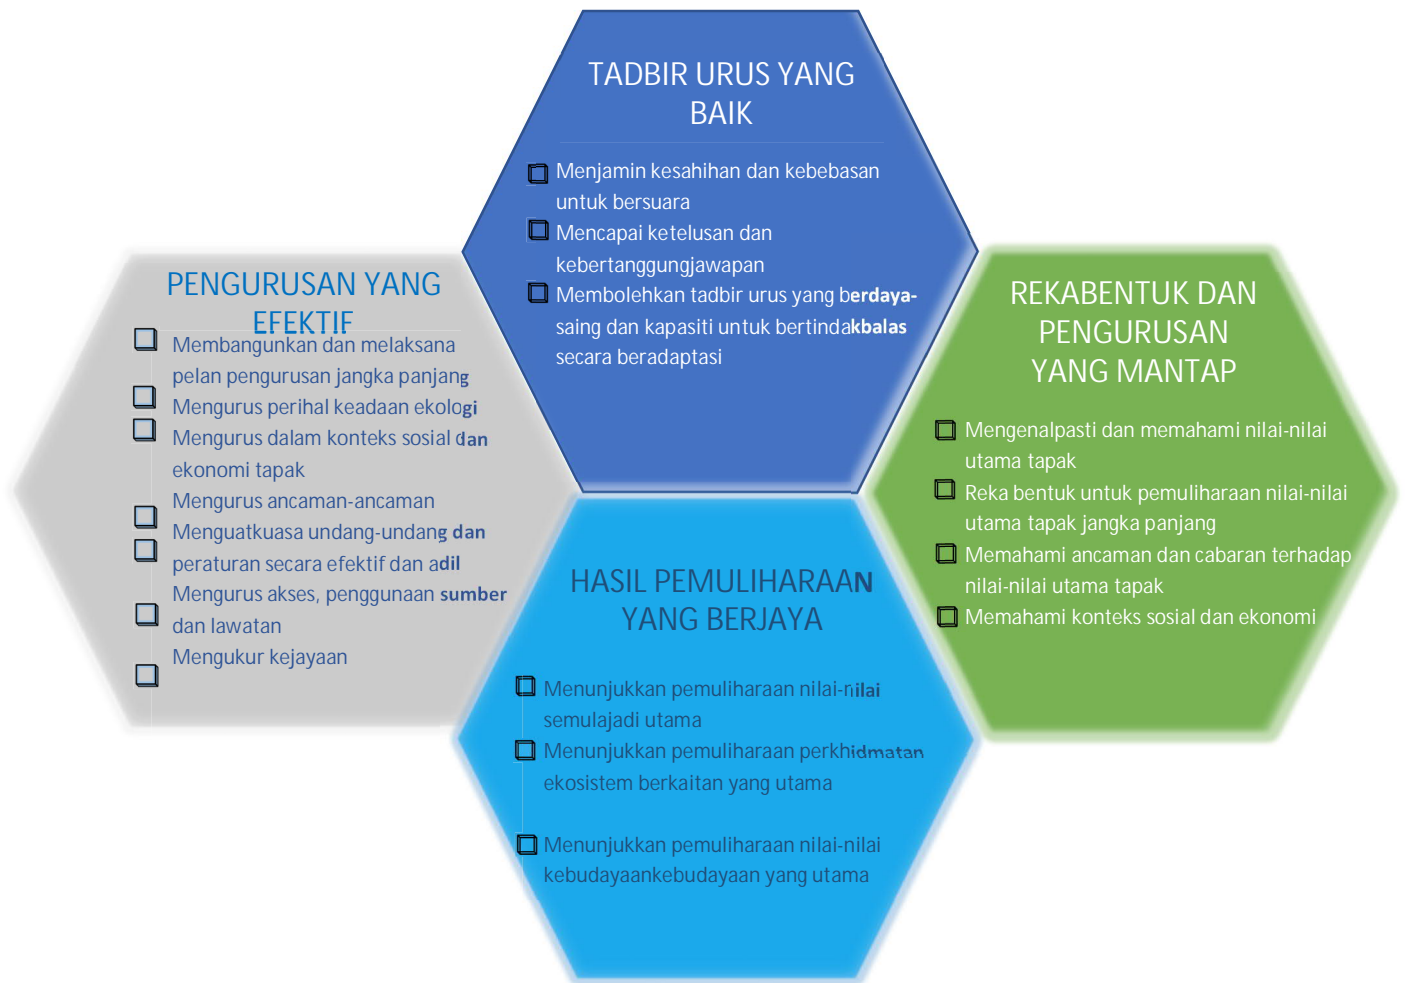 TADBIR URUS YANG
BAIK
Menjamin kesahihan dan kebebasan
untuk bersuara
Mencapai ketelusan dan
kebertanggungjawapan
Membolehkan tadbir urus yang berdaya-
saing dan kapasiti untuk bertindakbalas
secara beradaptasi
PENGURUSAN YANG
EFEKTIF
Membangunkan dan melaksana
pelan pengurusan jangka panjang
Mengurus perihal keadaan ekologi
Mengurus dalam konteks sosial dan
ekonomi tapak
Mengurus ancaman-ancaman
Menguatkuasa undang-undang dan
peraturan secara efektif dan adil
Mengurus akses, penggunaan sumber
dan lawatan
Mengukur kejayaan
REKABENTUK DAN
PENGURUSAN
YANG MANTAP
Mengenalpasti dan memahami nilai-nilai
utama tapak
Reka bentuk untuk pemuliharaan nilai-nilai
utama tapak jangka panjang
Memahami ancaman dan cabaran terhadap
nilai-nilai utama tapak
Memahami konteks sosial dan ekonomi
HASIL PEMULIHARAAN
YANG BERJAYA
Menunjukkan pemuliharaan nilai-nilai
semulajadi utama
Menunjukkan pemuliharaan perkhidmatan
ekosistem berkaitan yang utama
Menunjukkan pemuliharaan nilai-nilai
kebudayaankebudayaan yang utama